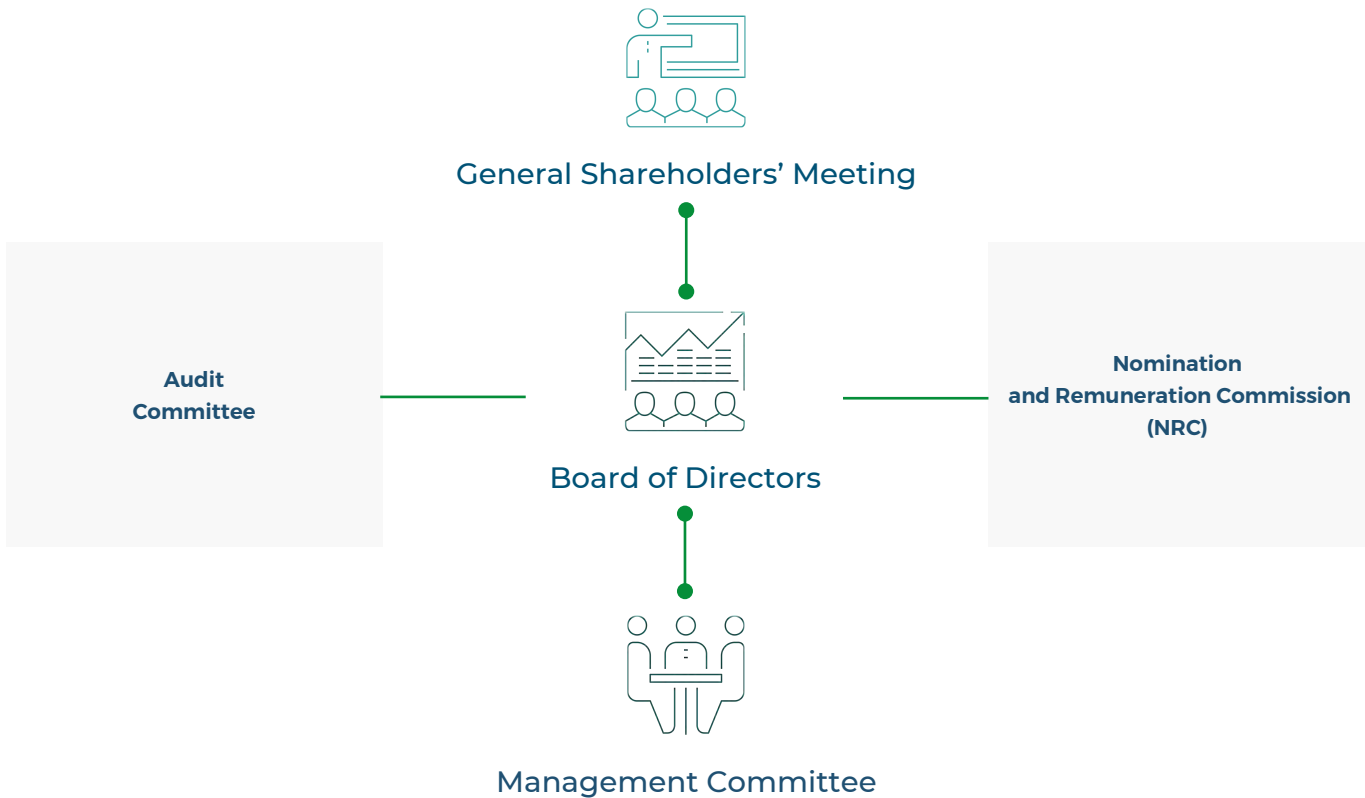 General Shareholders’ Meeting
Audit
Committee
Nomination
and Remuneration Commission
(NRC)
Board of Directors
Management Committee